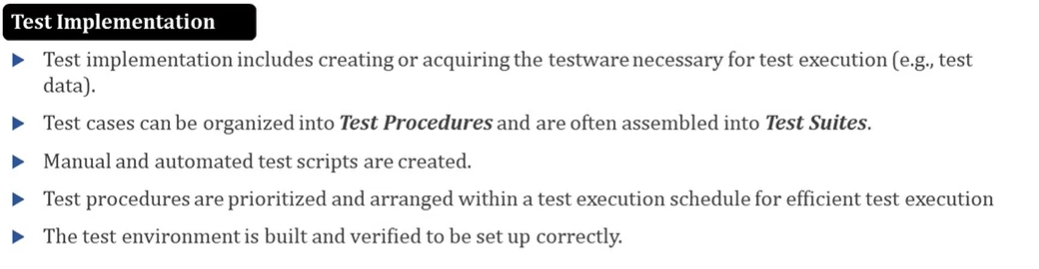 Test Implementation
Test implementation includes creating or acquiring the testware necessary for test execution (e.g., test
data).
Test cases can be organized into Test Procedures and are often assembled into Test Suites.
Manual and automated test scripts are created.
Test procedures are prioritized and arranged within a test execution schedule for efficient test execution
The test environment is built and verified to be set up correctly.